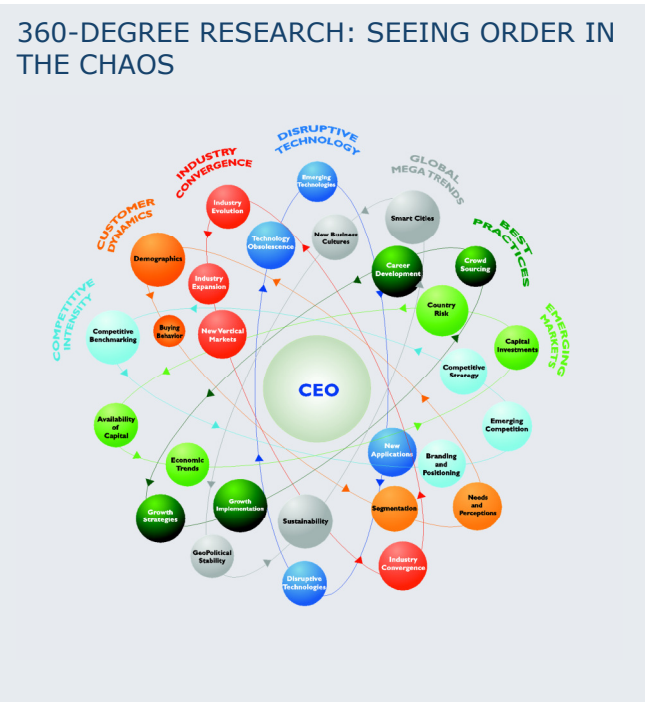 360-DEGREE RESEARCH: SEEING ORDER IN
THE CHAOS
DISRUPTIVE
TECHNOLOGY
INDUSTRY
CONVERGENCE
GLOBAL
MEGA TRENDS
CUSTOMER
DYNAMICS
BEST
PRACTICES
COMPETITIVE
INTENSITY
EMERGING
MARKETS
Emerging
Technologies
Industry
Evolution
Smart Cities
New Business
Cultures
Technology
Obsolescence
Demographics
Career
Development
Crowd
Sourcing
Industry
Expansion
Country
Risk
Competitive
Benchmarking
Buying
Behavior
New Vertical
Markets
Capital
Investments
Competitive
Strategy
CEO
Availability
of
Capital
Emerging
Competition
New
Applications
Economic
Trends
Branding
and
Positioning
Growth
Strategies
Growth
Implementation
Sustainability
Segmentation
Needs
and
Perceptions
GeoPolitical
Stability
Industry
Convergence
Disruptive
Technologies